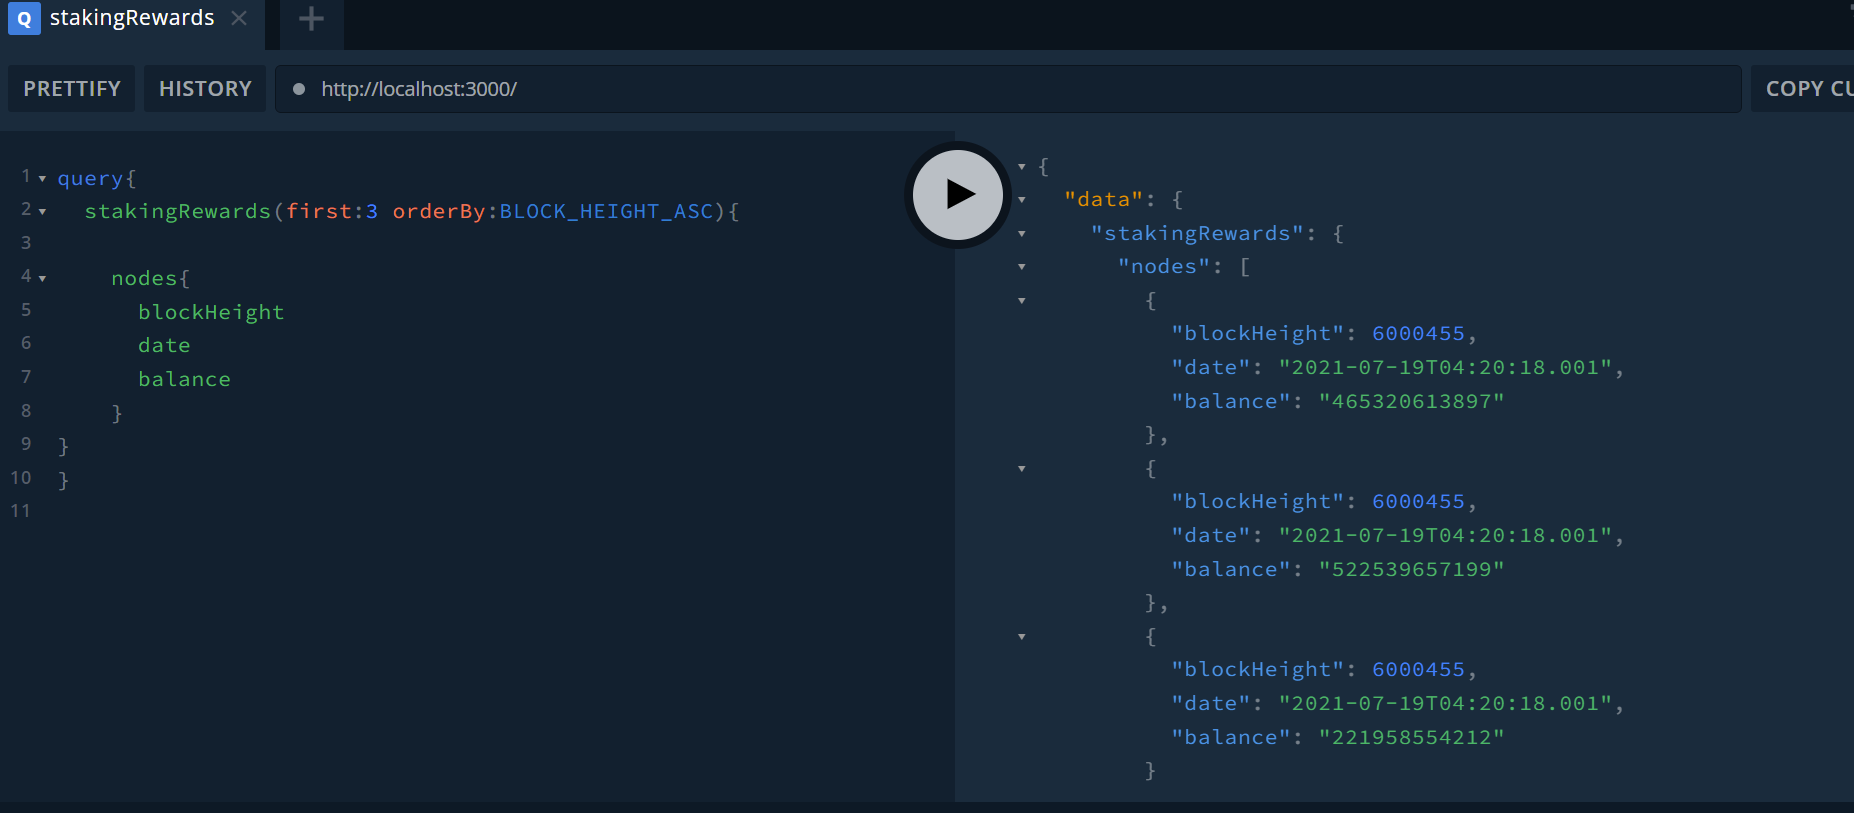 Q stakingRewards
PRETTIFY HISTORY http://localhost:3000/
1 query{
2 stakingRewards(first:3 orderBy:BLOCK_HEIGHT_ASC){
3
4 nodes{
5 blockHeight
6 date
7 balance
8 }
9 }
10 }
11
{
"data": {
"stakingRewards": {
"nodes": [
{
"blockHeight": 6000455,
"date": "2021-07-19T04:20:18.001",
"balance": "465320613897"
},
{
"blockHeight": 6000455,
"date": "2021-07-19T04:20:18.001",
"balance": "522539657199"
},
{
"blockHeight": 6000455,
"date": "2021-07-19T04:20:18.001",
"balance": "221958554212"
}
COPY CU